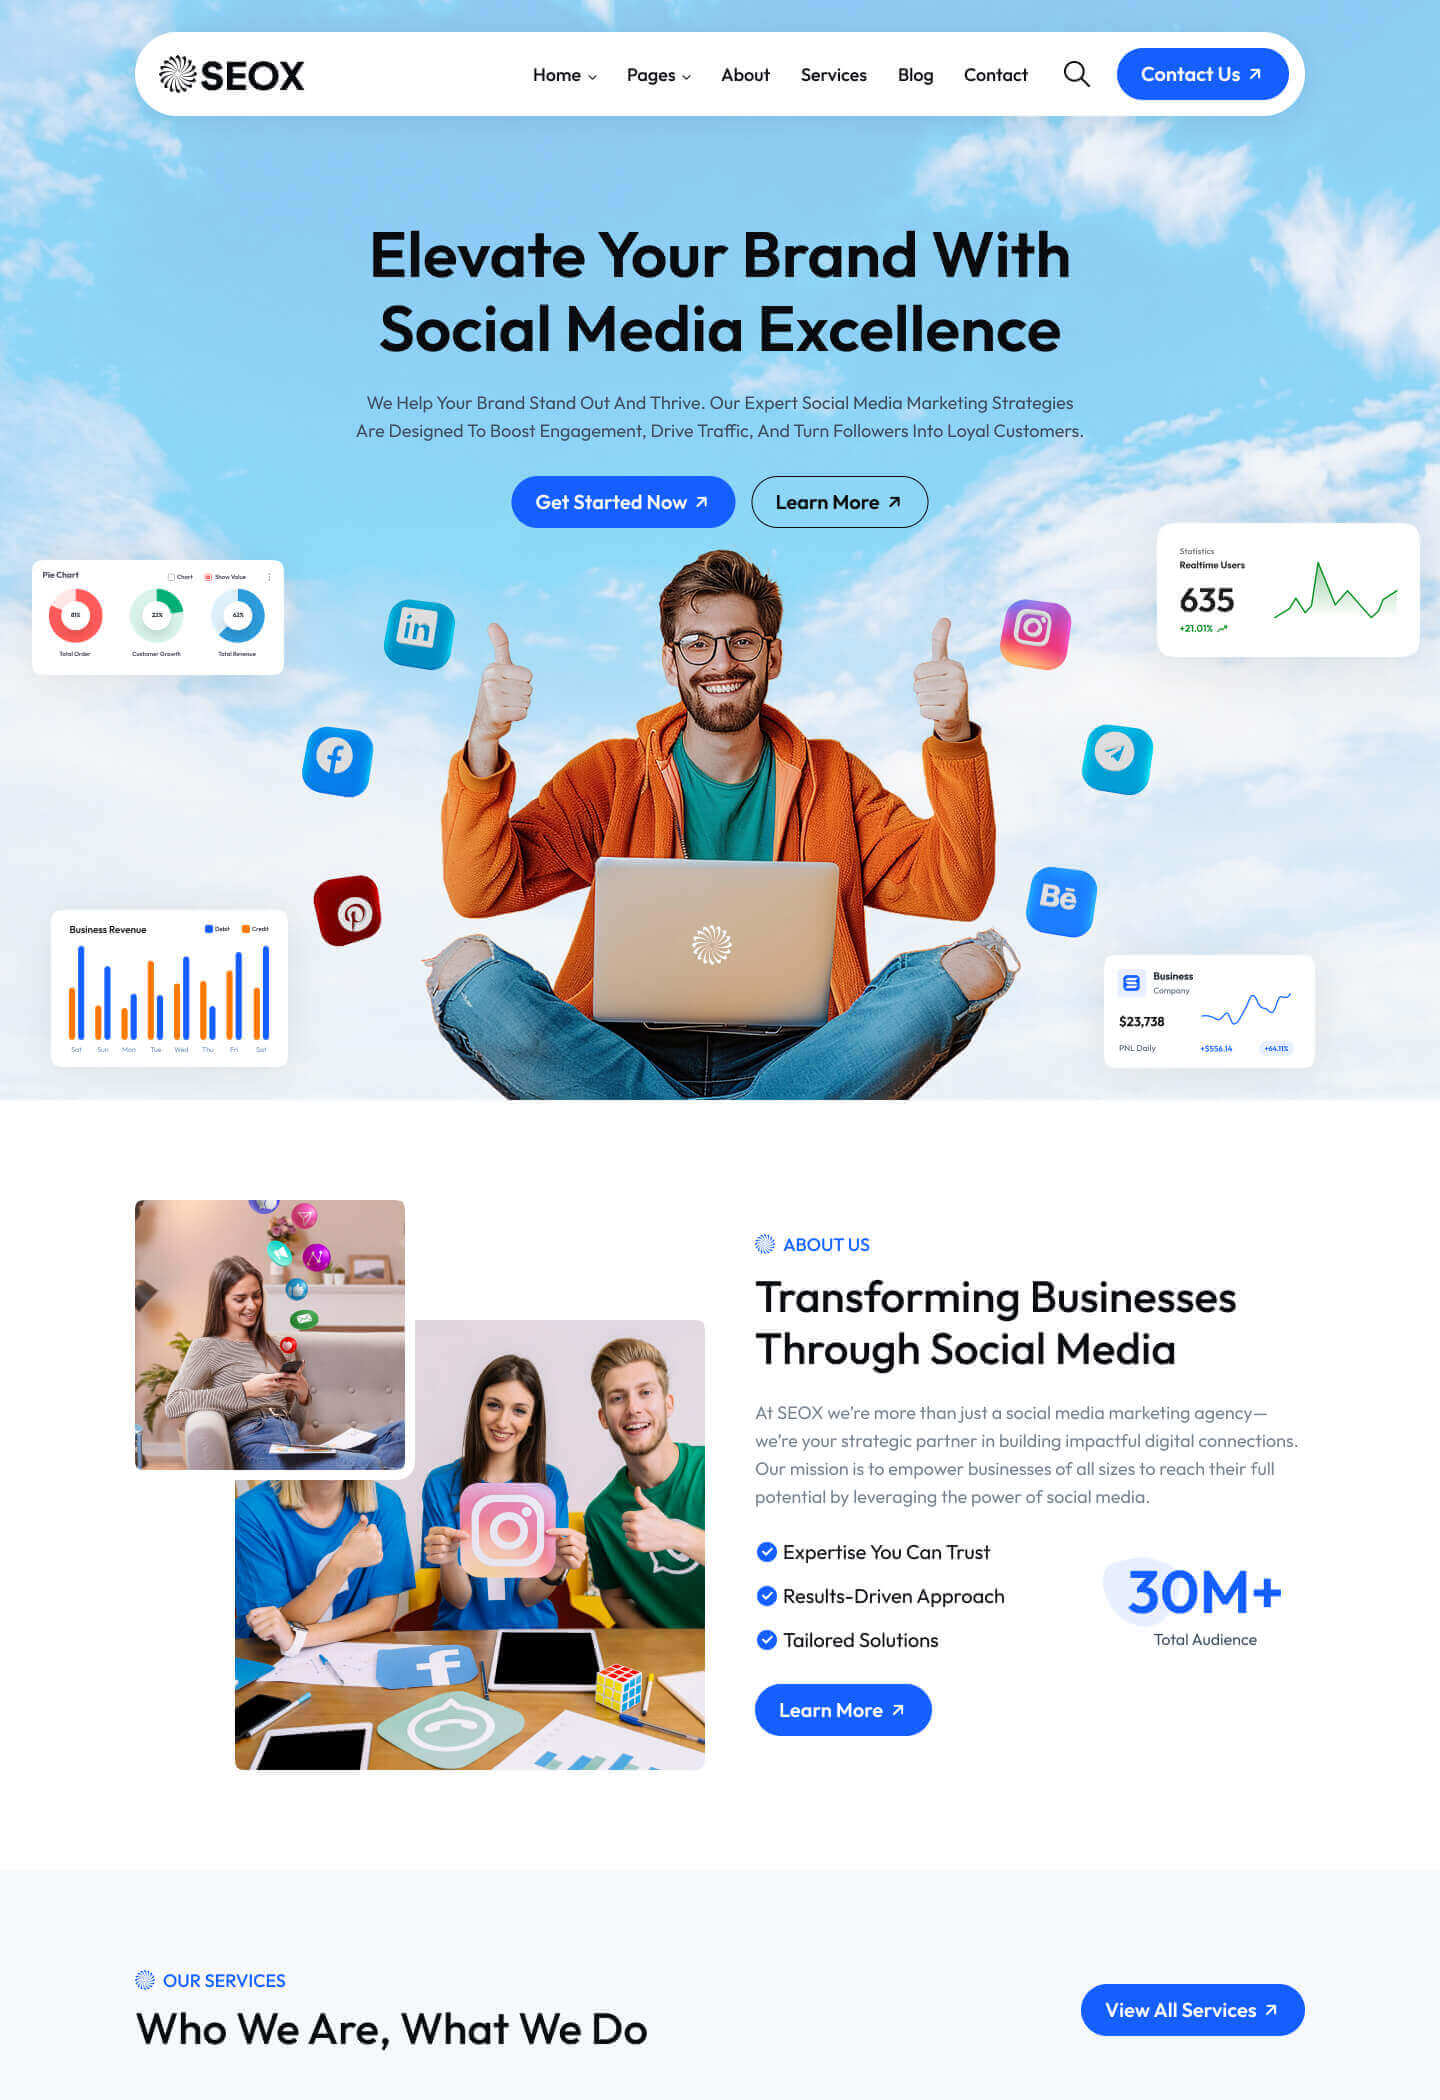 SEOX
Home
Pages
About
Services
Blog
Contact
Contact Us
Elevate Your Brand With
Social Media Excellence
We Help Your Brand Stand Out And Thrive. Our Expert Social Media Marketing Strategies
Are Designed To Boost Engagement, Drive Traffic, And Turn Followers Into Loyal Customers.
Get Started Now
Learn More
Pie Chart
Chart
Show Value
81%
22%
62%
Total Order
Customer Growth
Total Revenue
Statistics
Realtime Users
635
+21.01%
in
Bē
Business Revenue
Debit
Credit
Sat
Sun
Mon
Tue
Wed
Thu
Fri
Sat
Business
Company
$23,738
PNL Daily
+$556.14
+64.11%
ABOUT US
Transforming Businesses
Through Social Media
At SEOX we’re more than just a social media marketing agency—
we’re your strategic partner in building impactful digital connections.
Our mission is to empower businesses of all sizes to reach their full
potential by leveraging the power of social media.
Expertise You Can Trust
Results-Driven Approach
Tailored Solutions
30M+
Total Audience
Learn More
OUR SERVICES
Who We Are, What We Do
View All Services